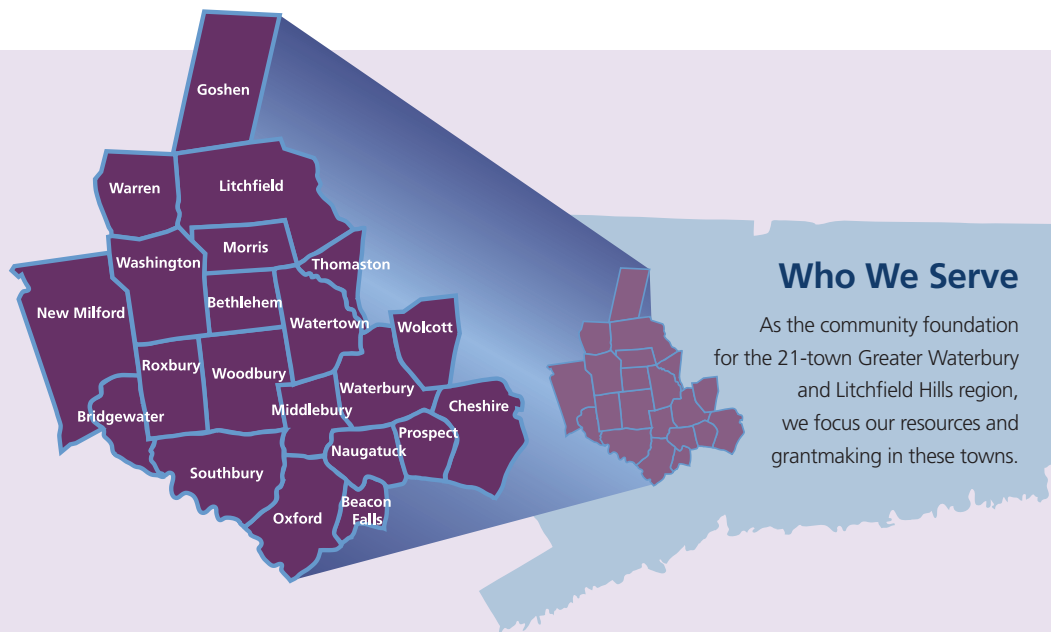 Goshen
Warren
Litchfield
Morris
Washington
Thomaston
Bethlehem
New Milford
Watertown
Wolcott
Roxbury
Woodbury
Waterbury
Bridgewater
Middlebury
Cheshire
Prospect
Naugatuck
Southbury
Beacon
Falls
Oxford
Who We Serve
As the community foundation
for the 21-town Greater Waterbury
and Litchfield Hills region,
we focus our resources and
grantmaking in these towns.